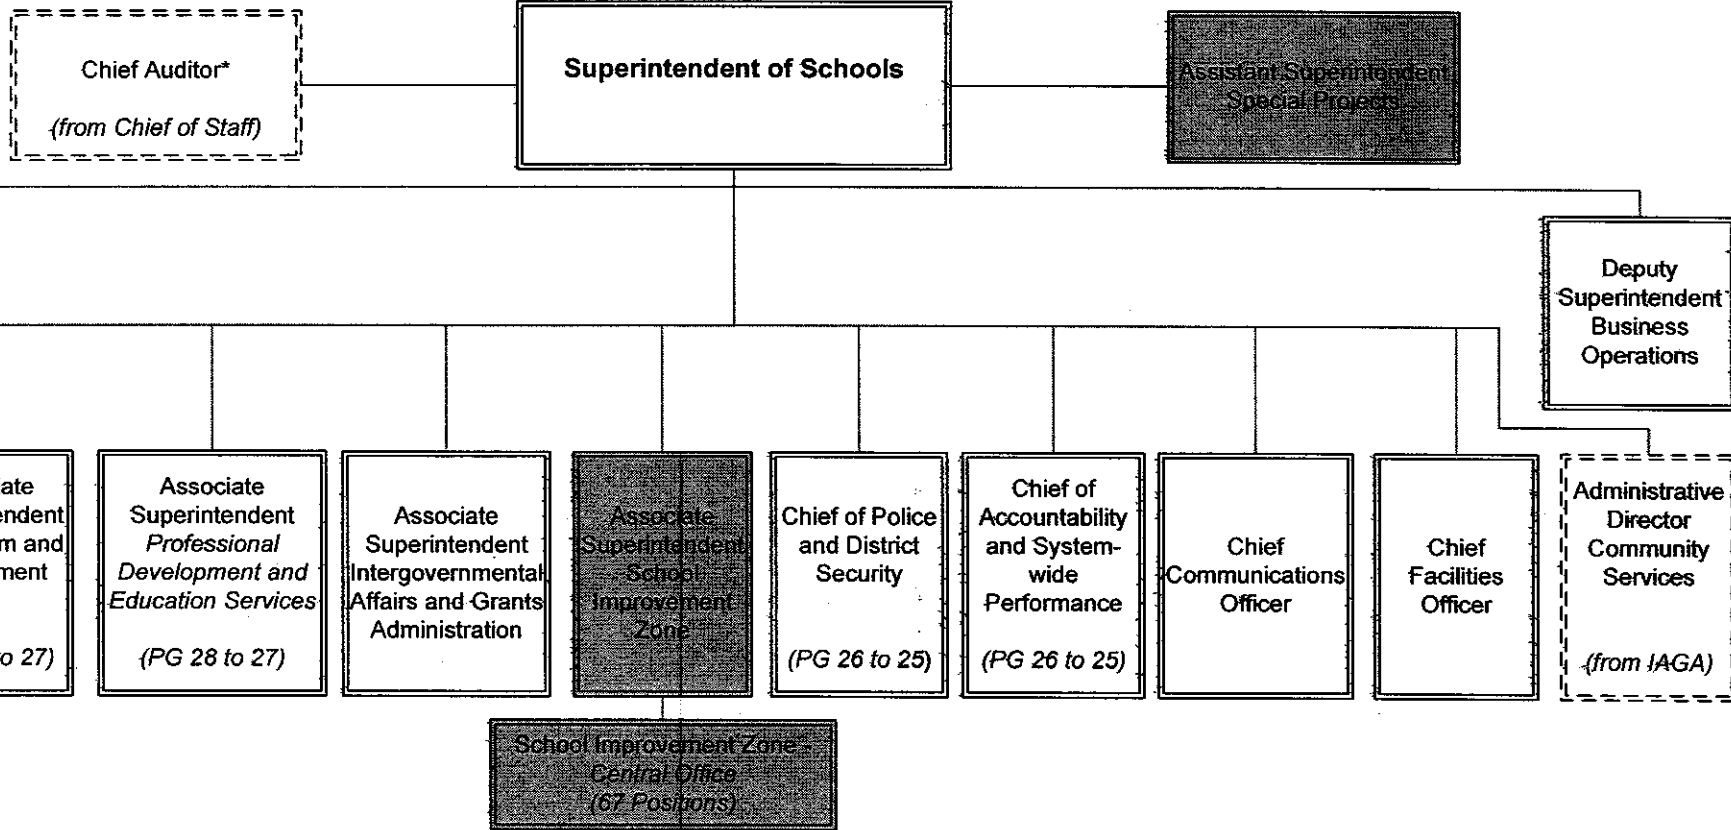 Chief Auditor*
(from Chief of Staff)
Superintendent of Schools
Assistant Superintendent
Special Projects
Deputy
Superintendent
Business
Operations
ate
endent
m and
ment
to 27)
Associate
Superintendent
Professional
Development and
Education Services
(PG 28 to 27)
Associate
Superintendent
Intergovernmental
Affairs and Grants
Administration
Associate
Superintendent
School
Improvement
Zone
Chief of Police
and District
Security
(PG 26 to 25)
Chief of
Accountability
and System-
wide
Performance
(PG 26 to 25)
Chief
Communications
Officer
Chief
Facilities
Officer
Administrative
Director
Community
Services
(from IAGA)
School Improvement Zone
Central Office
(67 Positions)